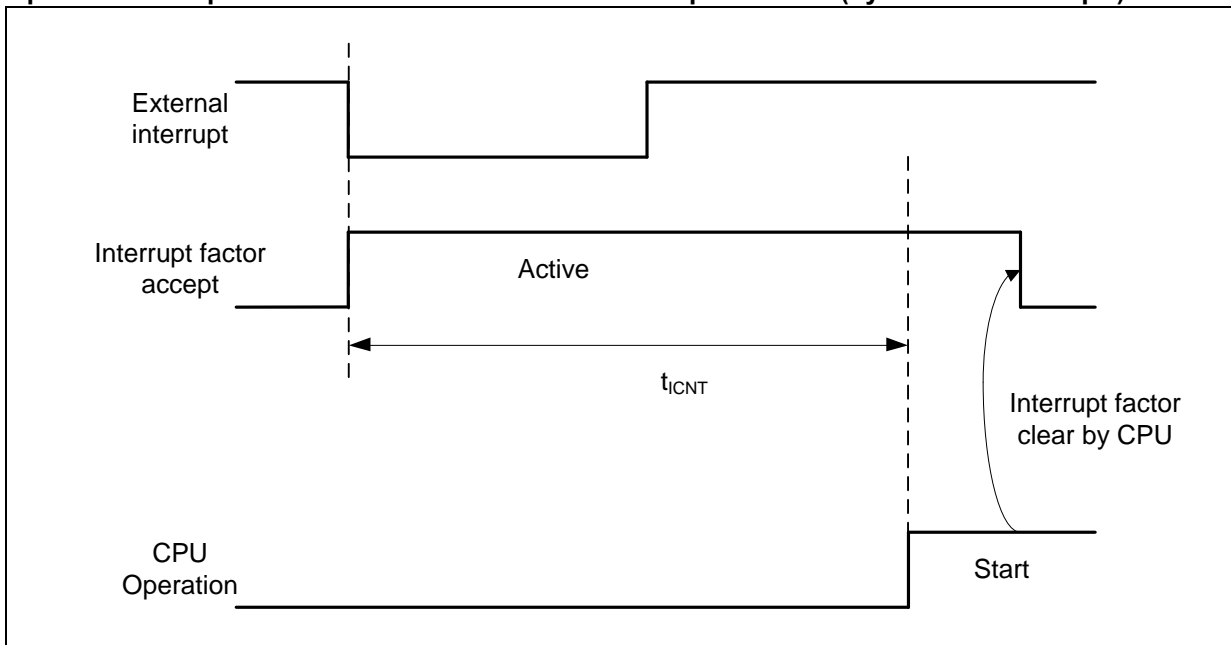 External
interrupt
Interrupt factor
accept
Active
tICNT
Interrupt factor
clear by CPU
CPU
Operation
Start